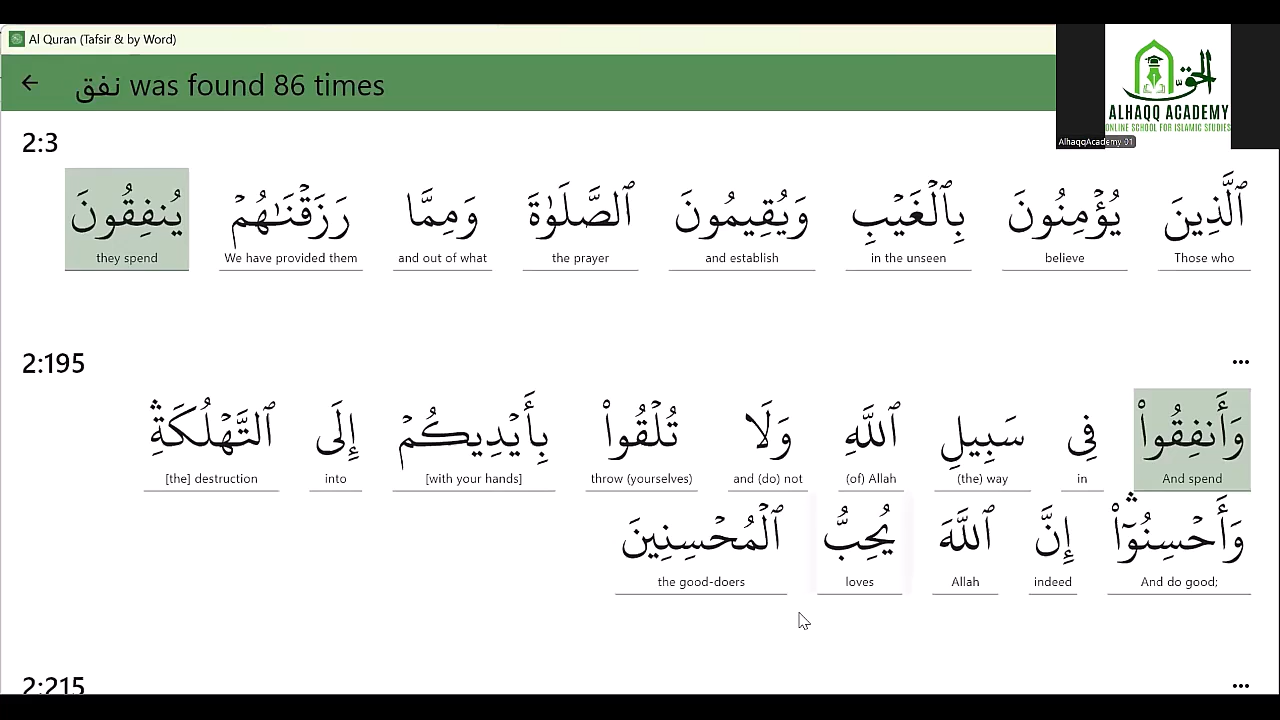 Al Quran (Tafsir & by Word)
نفق was found 86 times
الحق
ALHAQQ ACADEMY
ONLINE SCHOOL FOR ISLAMIC STUDIES
AlhaqqAcademy 01
2:3
ٱلَّذِينَ يُؤْمِنُونَ بِٱلْغَيْبِ وَيُقِيمُونَ ٱلصَّلَوٰةَ وَمِمَّا رَزَقْنَـٰهُمْ يُنفِقُونَ
they spend We have provided them and out of what the prayer and establish in the unseen believe Those who
2:195 ...
وَأَنفِقُوا۟ فِى سَبِيلِ ٱللَّهِ وَلَا تُلْقُوا۟ بِأَيْدِيكُمْ إِلَى ٱلتَّهْلُكَةِ ۛ
[the] destruction into [with your hands] throw (yourselves) and (do) not (of) Allah (the) way in And spend
وَأَحْسِنُوٓا۟ ۛ إِنَّ ٱللَّهَ يُحِبُّ ٱلْمُحْسِنِينَ
the good-doers loves Allah indeed And do good;
2:215 ...